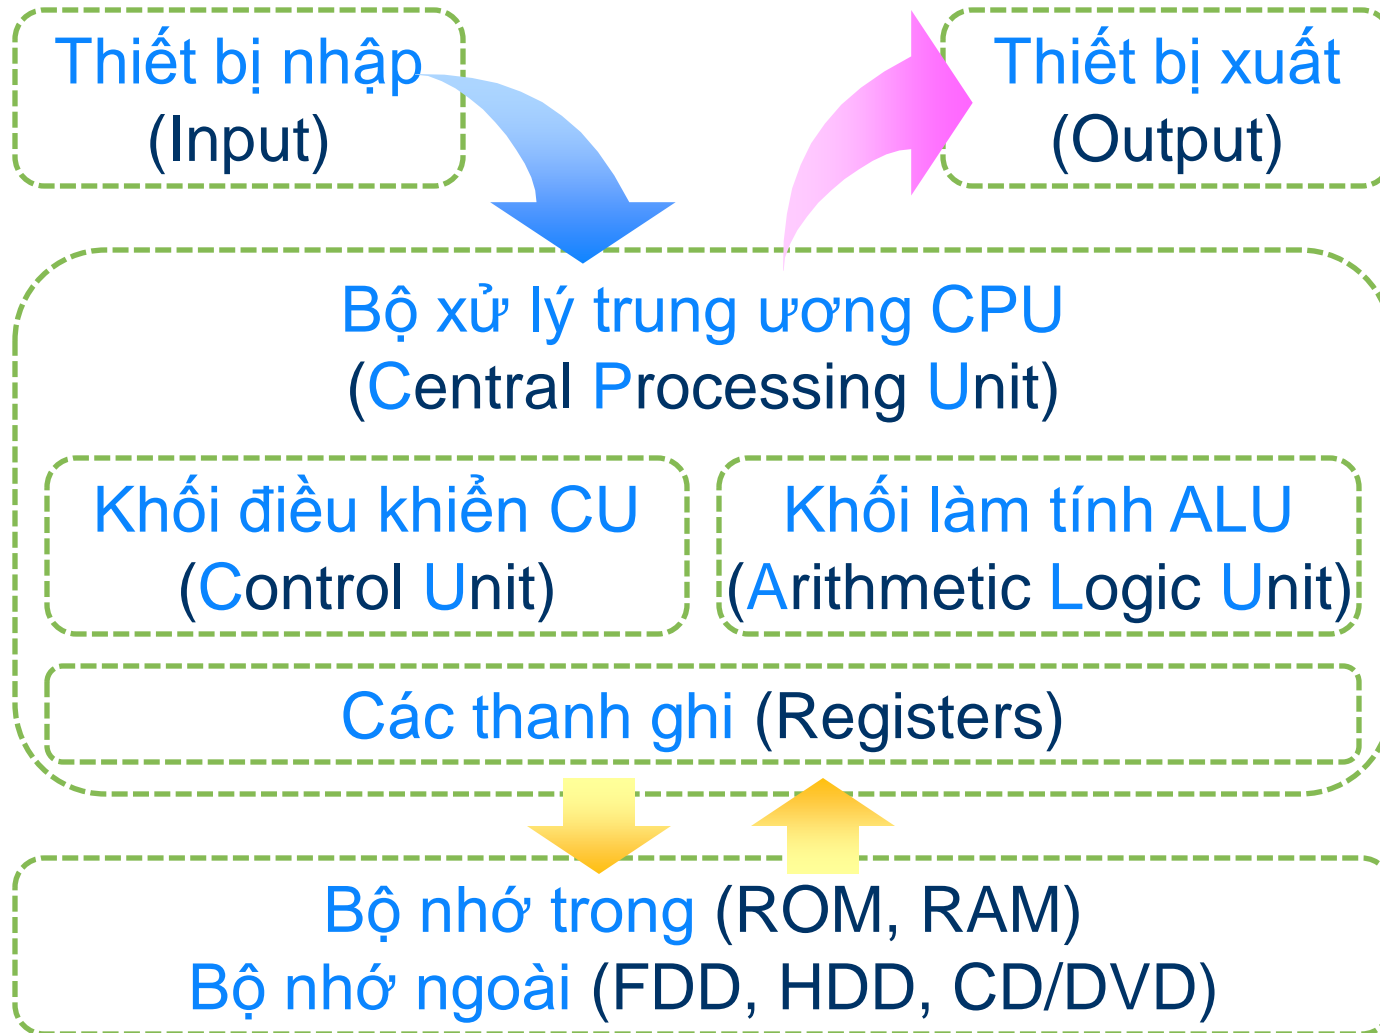 Thiết bị nhập
(Input)
Thiết bị xuất
(Output)
Bộ xử lý trung ương CPU
(Central Processing Unit)
Khối điều khiển CU
(Control Unit)
Khối làm tính ALU
(Arithmetic Logic Unit)
Các thanh ghi (Registers)
Bộ nhớ trong (ROM, RAM)
Bộ nhớ ngoài (FDD, HDD, CD/DVD)